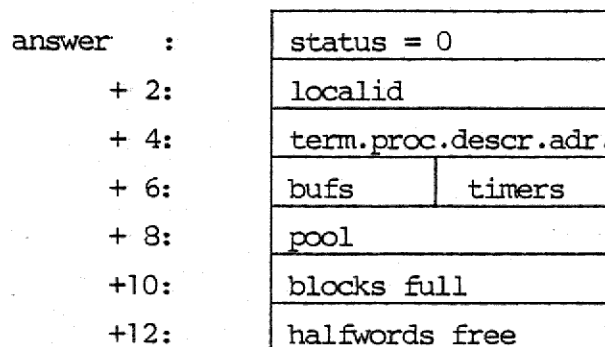 answer : status = 0
+ 2: localid
+ 4: term.proc.descr.adr.
+ 6: bufs timers
+ 8: pool
+10: blocks full
+12: halfwords free